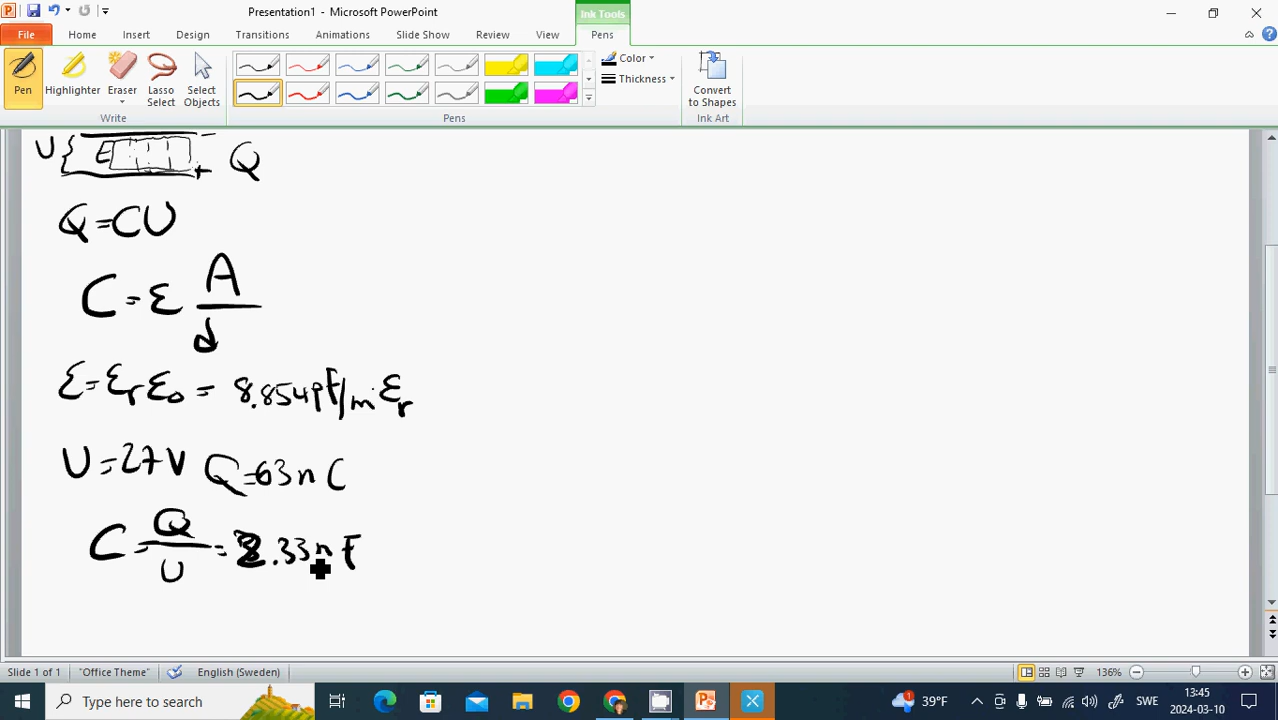 Presentation1 - Microsoft PowerPoint
Ink Tools
File Home Insert Design Transitions Animations Slide Show Review View Pens
Pen Highlighter Eraser Lasso Select Select Objects
Color
Thickness
Convert to Shapes
Write Pens Ink Art
U { E - + Q
Q=CU
C=ε A/d
ε=εrε0=8.854pF/m εr
U=27V Q=63nC
C=Q/U=2.33nF
Slide 1 of 1 "Office Theme" English (Sweden) 136%
Type here to search 1 39°F SWE 13:45
2024-03-10